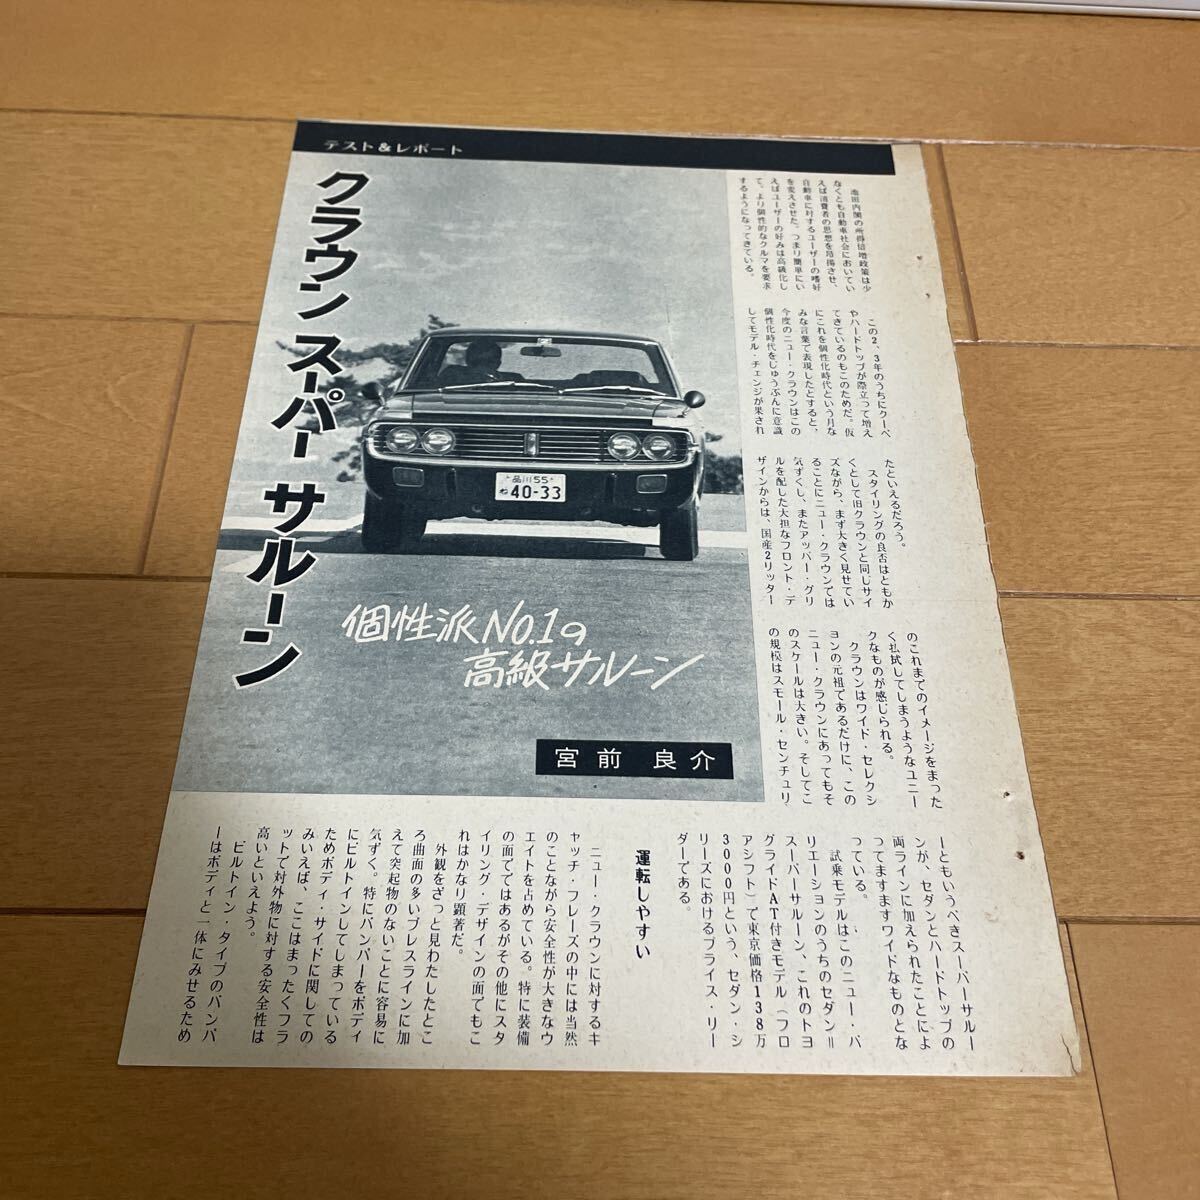 テスト&レポート
クラウン スーパー サルーン
品川55
ね 40-33
個性派No.1の
高級サルーン
宮前 良介
池田内閣の所得倍増政策は少
なくとも自動車社会においてい
えば消費者の思想を昂揚させ、
自動車に対するユーザーの嗜好
を変えさせた。つまり簡単にい
えばユーザーの好みは高級化し
て、より個性的なクルマを要求
するようになってきている。
この2、3年のうちにクーペ
やハードトップが際立って増え
てきているのもこのためだ。仮
にこれを個性化時代という月な
みな言葉で表現したとすると、
今度のニュー・クラウンはこの
個性化時代をじゅうぶんに意識
してモデル・チェンジが果され
たといえるだろう。
スタイリングの良否はともか
くとして旧クラウンと同じサイ
ズながら、まず大きく見せてい
ることにニュー・クラウンでは
気ずくし、またアッパー・グリ
ルを配した大担なフロント・デ
ザインからは、国産2リッター
のこれまでのイメージをまった
く払拭してしまうようなユニー
クなものが感じられる。
クラウンはワイド・セレクシ
ョンの元祖であるだけに、この
ニュー・クラウンにあってもそ
のスケールは大きい。そしてこ
の規模はスモール・センチュリ
ーともいうべきスーパーサルー
ンが、セダンとハードトップの
両ラインに加えられたことによ
ってますますワイドなものとな
っている。
試乗モデルはこのニュー・バ
リエーションのうちのセダン=
スーパーサルーン、これのトヨ
グライドAT付きモデル(フロ
アシフト)で東京価格138万
3000円という、セダン・シ
リーズにおけるプライス・リー
ダーである。
運転しやすい
ニュー・クラウンに対するキ
ャッチ・フレーズの中には当然
のことながら安全性が大きなウ
エイトを占めている。特に装備
の面でではあるがその他にスタ
イリング・デザインの面でもこ
れはかなり顕著だ。
外観をざっと見わたしたとこ
ろ曲面の多いプレスラインに加
えて突起物のないことに容易に
気ずく。特にバンパーをボディ
にビルトインしてしまっている
ためボディ・サイドに関しての
みいえば、ここはまったくフラ
ットで対外物に対する安全性は
高いといえよう。
ビルトイン・タイプのバンパ
ーはボディと一体にみせるため